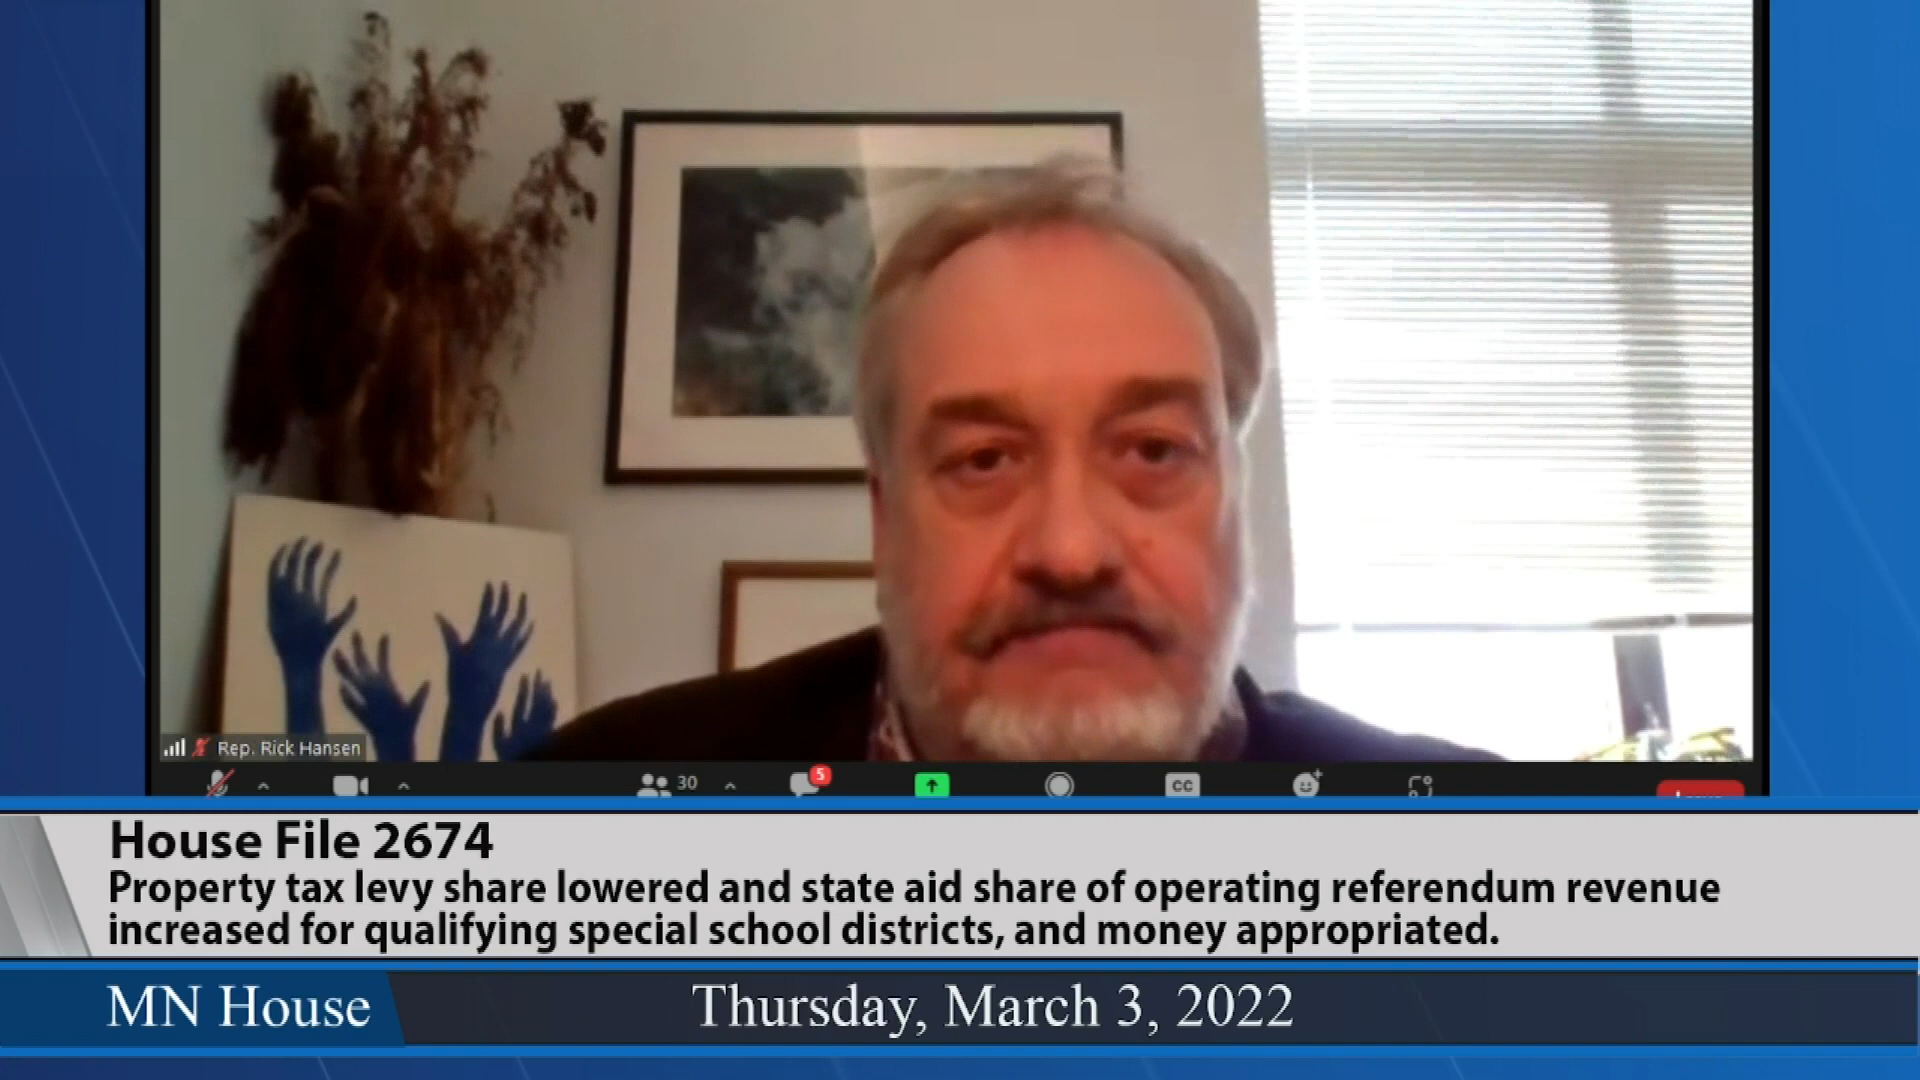 Rep. Rick Hansen
30
5
CC
House File 2674
Property tax levy share lowered and state aid share of operating referendum revenue
increased for qualifying special school districts, and money appropriated.
MN House
Thursday, March 3, 2022